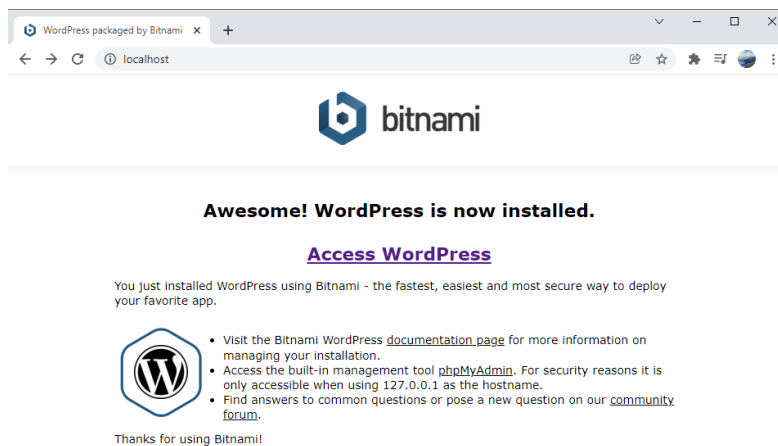 WordPress packaged by Bitnami
localhost
bitnami
Awesome! WordPress is now installed.
Access WordPress
You just installed WordPress using Bitnami - the fastest, easiest and most secure way to deploy
your favorite app.
• Visit the Bitnami WordPress documentation page for more information on
managing your installation.
• Access the built-in management tool phpMyAdmin. For security reasons it is
only accessible when using 127.0.0.1 as the hostname.
• Find answers to common questions or pose a new question on our community
forum.
Thanks for using Bitnami!